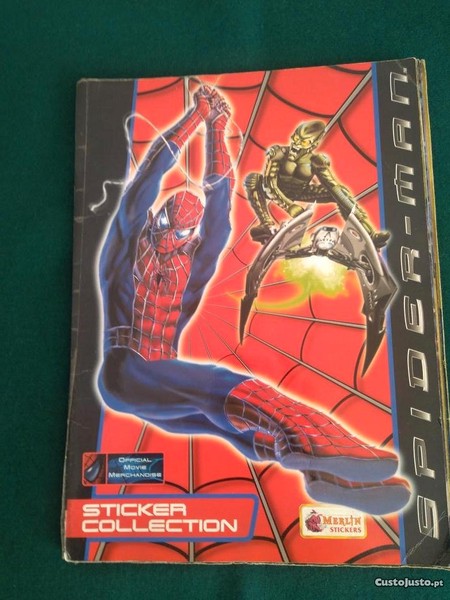 SPIDER-MAN
OFFICIAL
MOVIE
MERCHANDISE
STICKER
COLLECTION
MERLIN
STICKERS
CustoJusto.pt